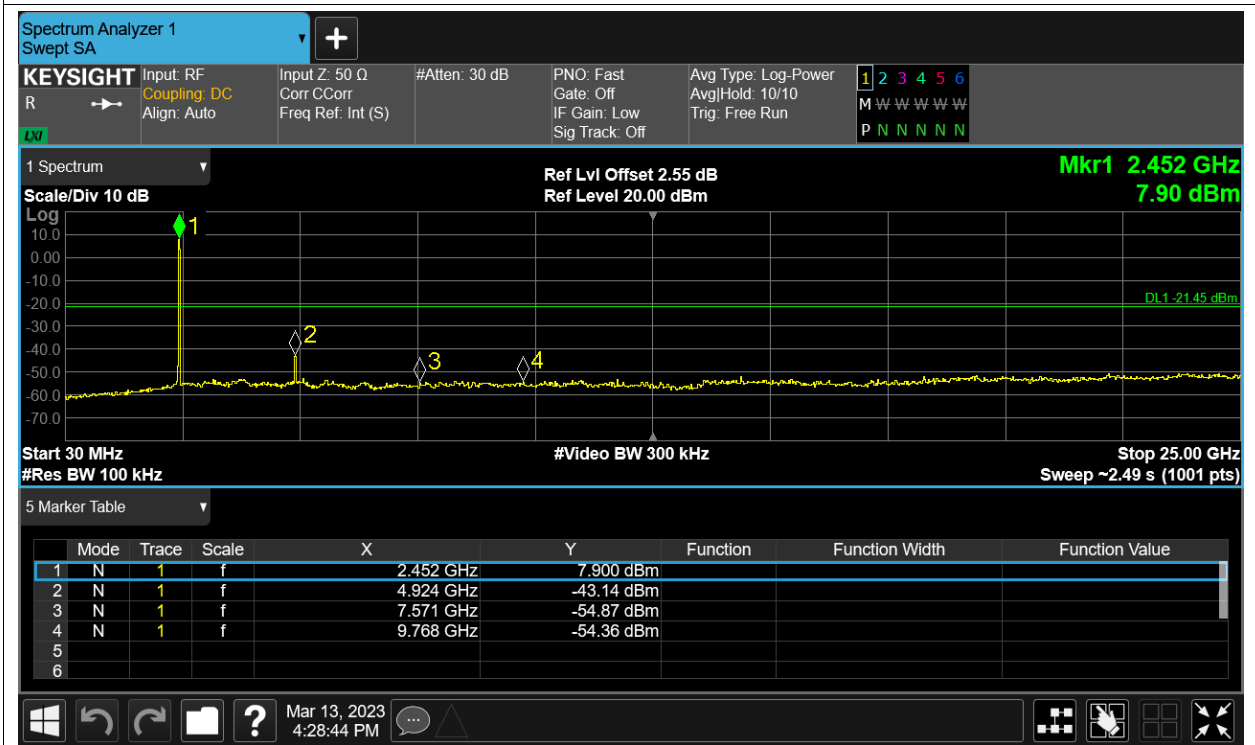 Spectrum Analyzer 1
Swept SA
+
KEYSIGHT Input: RF Input Z: 50 Ω #Atten: 30 dB PNO: Fast Avg Type: Log-Power 1 2 3 4 5 6
R Coupling: DC Corr CCorr Gate: Off Avg|Hold: 10/10 M W W W W W
Align: Auto Freq Ref: Int (S) IF Gain: Low Trig: Free Run
LXI Sig Track: Off P N N N N N
1 Spectrum Ref Lvl Offset 2.55 dB Mkr1 2.452 GHz
Scale/Div 10 dB Ref Level 20.00 dBm 7.90 dBm
Log
1
10.0
0.00
-10.0
-20.0 DL1 -21.45 dBm
-30.0
2
-40.0
3 4
-50.0
-60.0
-70.0
Start 30 MHz #Video BW 300 kHz Stop 25.00 GHz
#Res BW 100 kHz Sweep ~2.49 s (1001 pts)
5 Marker Table
Mode Trace Scale X Y Function Function Width Function Value
1 N 1 f 2.452 GHz 7.900 dBm
2 N 1 f 4.924 GHz -43.14 dBm
3 N 1 f 7.571 GHz -54.87 dBm
4 N 1 f 9.768 GHz -54.36 dBm
5
6
? Mar 13, 2023
4:28:44 PM